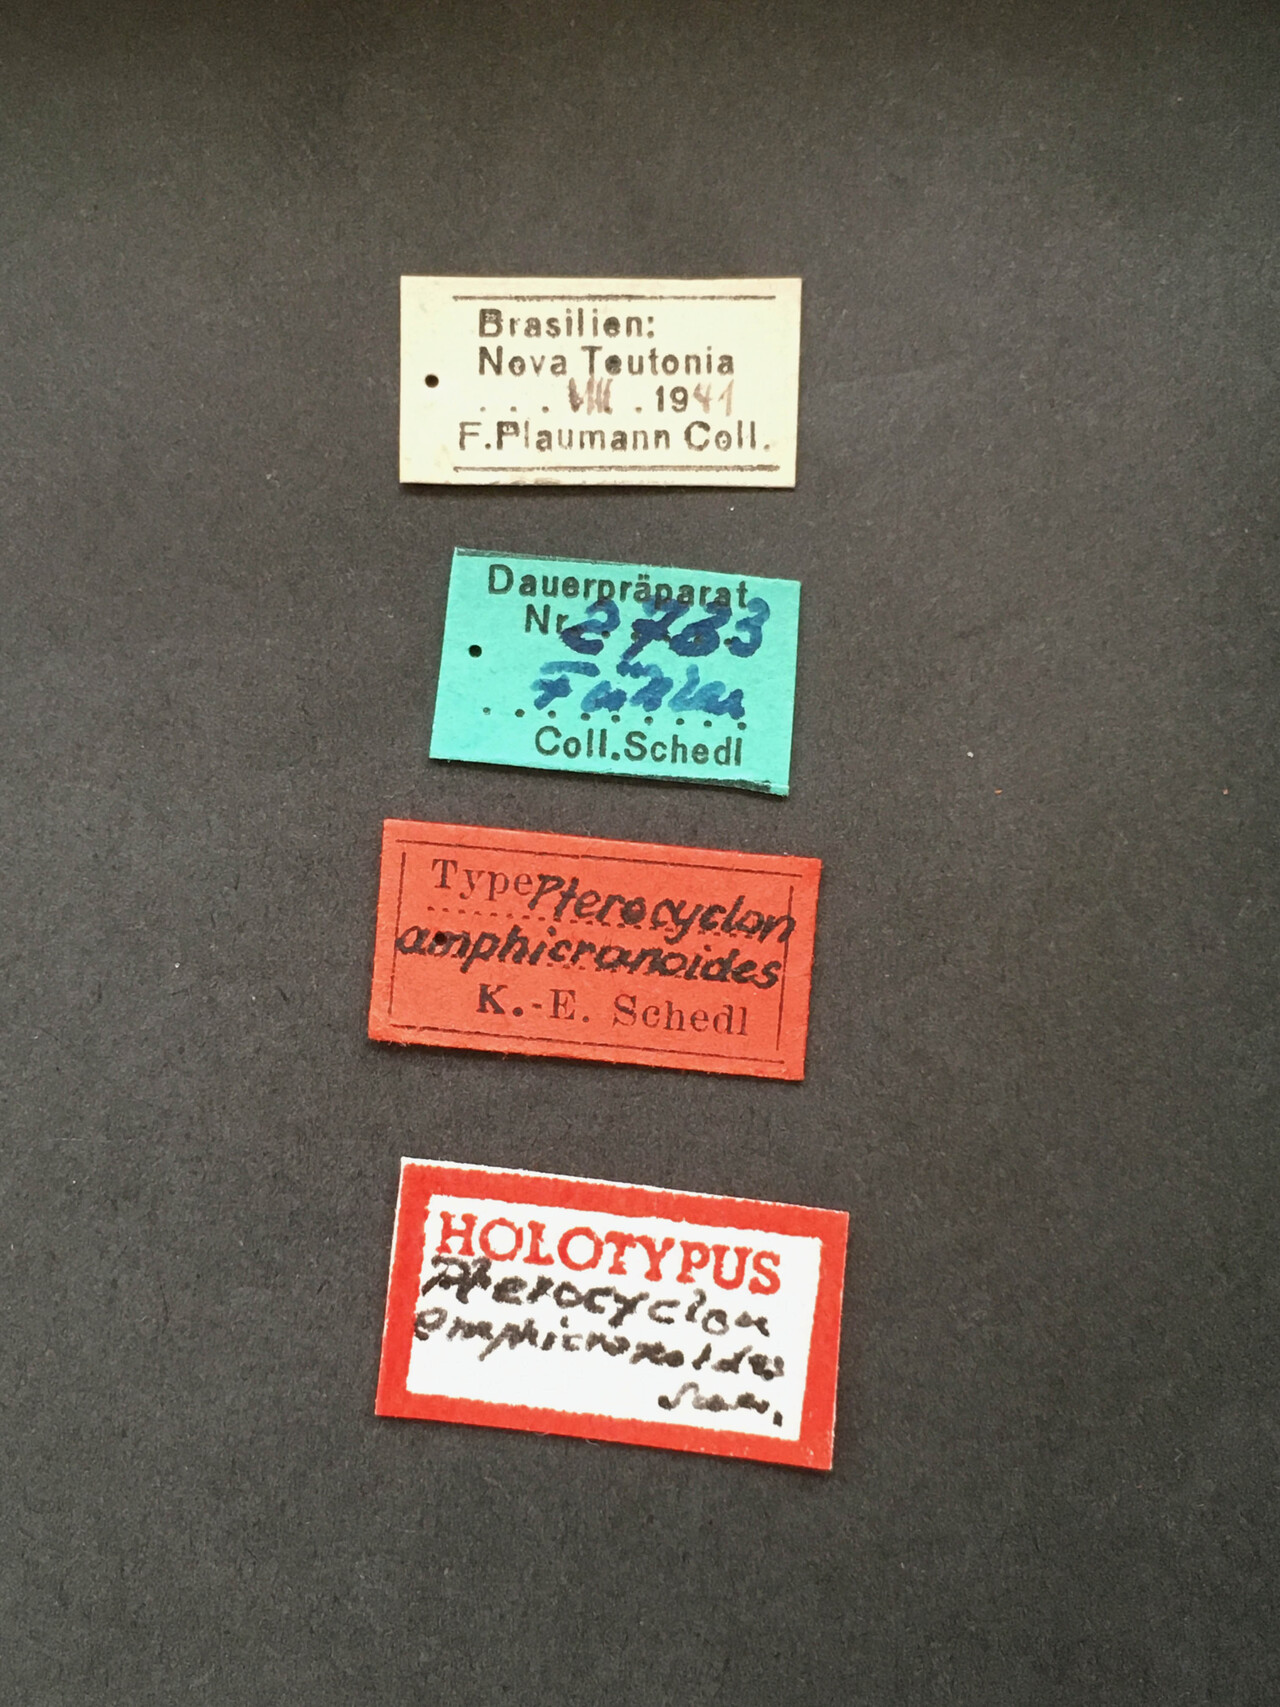 Brasilien:
Nova Teutonia
. . . VIII . 1941
F.Plaumann Coll.
Dauerpräparat
Nr. 2783
Fühler
Coll.Schedl
Type Pterocyclon
amphicranoides
K.-E. Schedl
HOLOTYPUS
Pterocyclon
amphicranoides